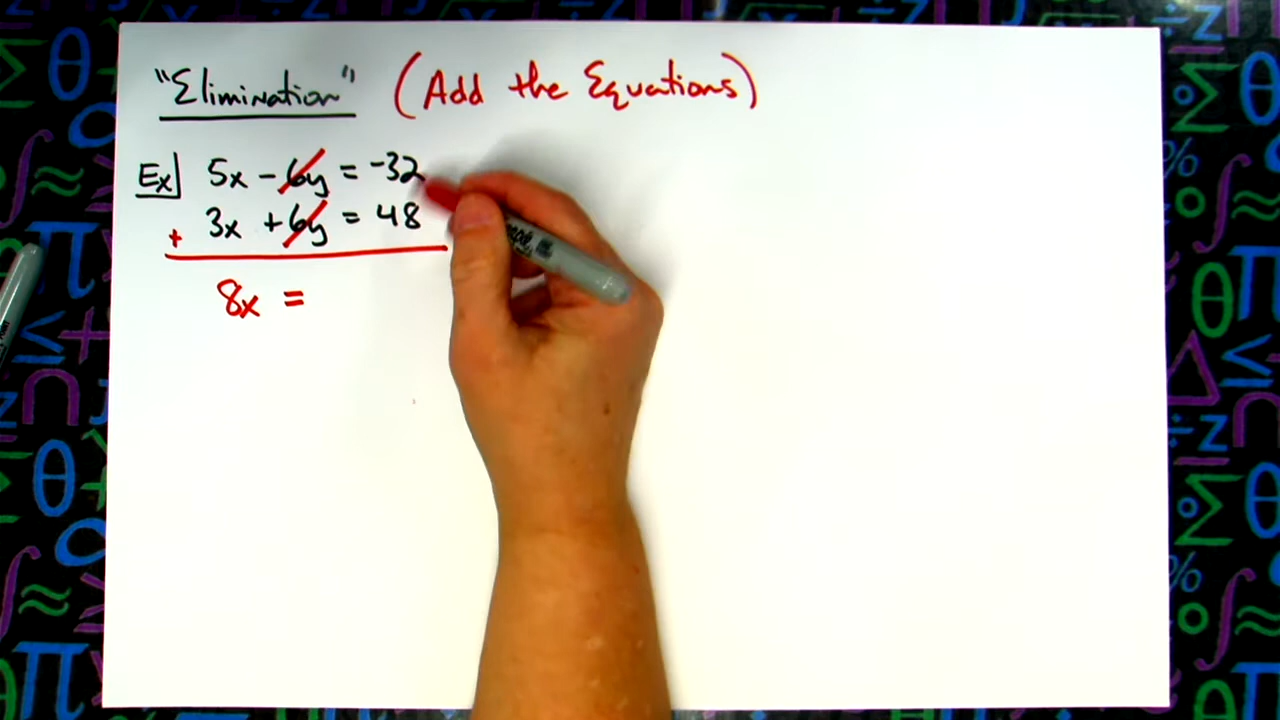 "Elimination" (Add the Equations)
Ex] 5x - 6y = -32
+ 3x + 6y = 48
8x =